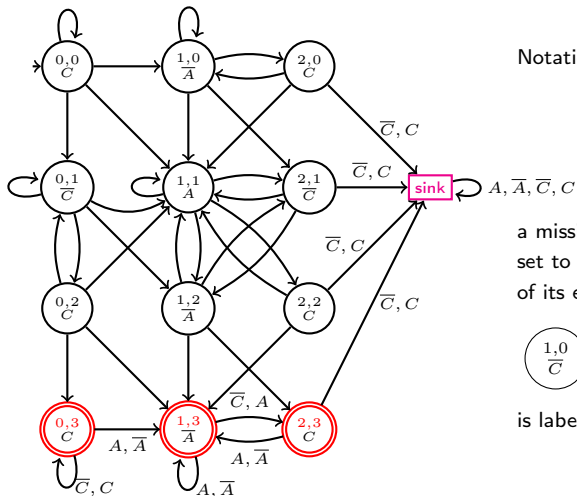 0,0
C
1,0
A̅
2,0
C
Notati
C̅, C
0,1
C̅
1,1
A
2,1
C̅
C̅, C
sink
A, A̅, C̅, C
a miss
set to
of its e
0,2
C
1,2
A̅
2,2
C
C̅, C
C̅, C
1,0
C̅
0,3
C
1,3
A̅
2,3
C
C̅, A
A, A̅
A, A̅
is labe
C̅, C
A, A̅